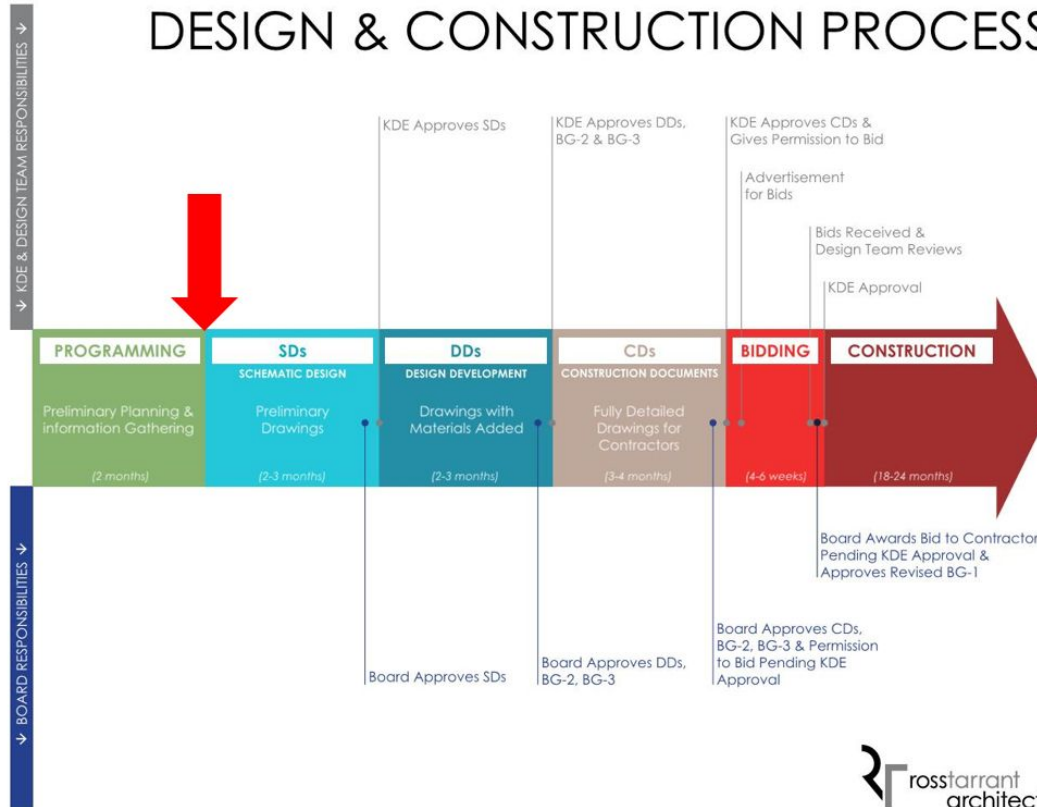 DESIGN & CONSTRUCTION PROCESS
→ KDE & DESIGN TEAM RESPONSIBILITIES →
KDE Approves SDs
KDE Approves DDs,
BG-2 & BG-3
KDE Approves CDs &
Gives Permission to Bid
Advertisement
for Bids
Bids Received &
Design Team Reviews
KDE Approval
PROGRAMMING
Preliminary Planning &
information Gathering
(2 months)
SDs
SCHEMATIC DESIGN
Preliminary
Drawings
(2-3 months)
DDs
DESIGN DEVELOPMENT
Drawings with
Materials Added
(2-3 months)
CDs
CONSTRUCTION DOCUMENTS
Fully Detailed
Drawings for
Contractors
(3-4 months)
BIDDING
(4-6 weeks)
CONSTRUCTION
(18-24 months)
→ BOARD RESPONSIBILITIES →
Board Approves SDs
Board Approves DDs,
BG-2, BG-3
Board Approves CDs,
BG-2, BG-3 & Permission
to Bid Pending KDE
Approval
Board Awards Bid to Contractor
Pending KDE Approval &
Approves Revised BG-1
rosstarrant
architect